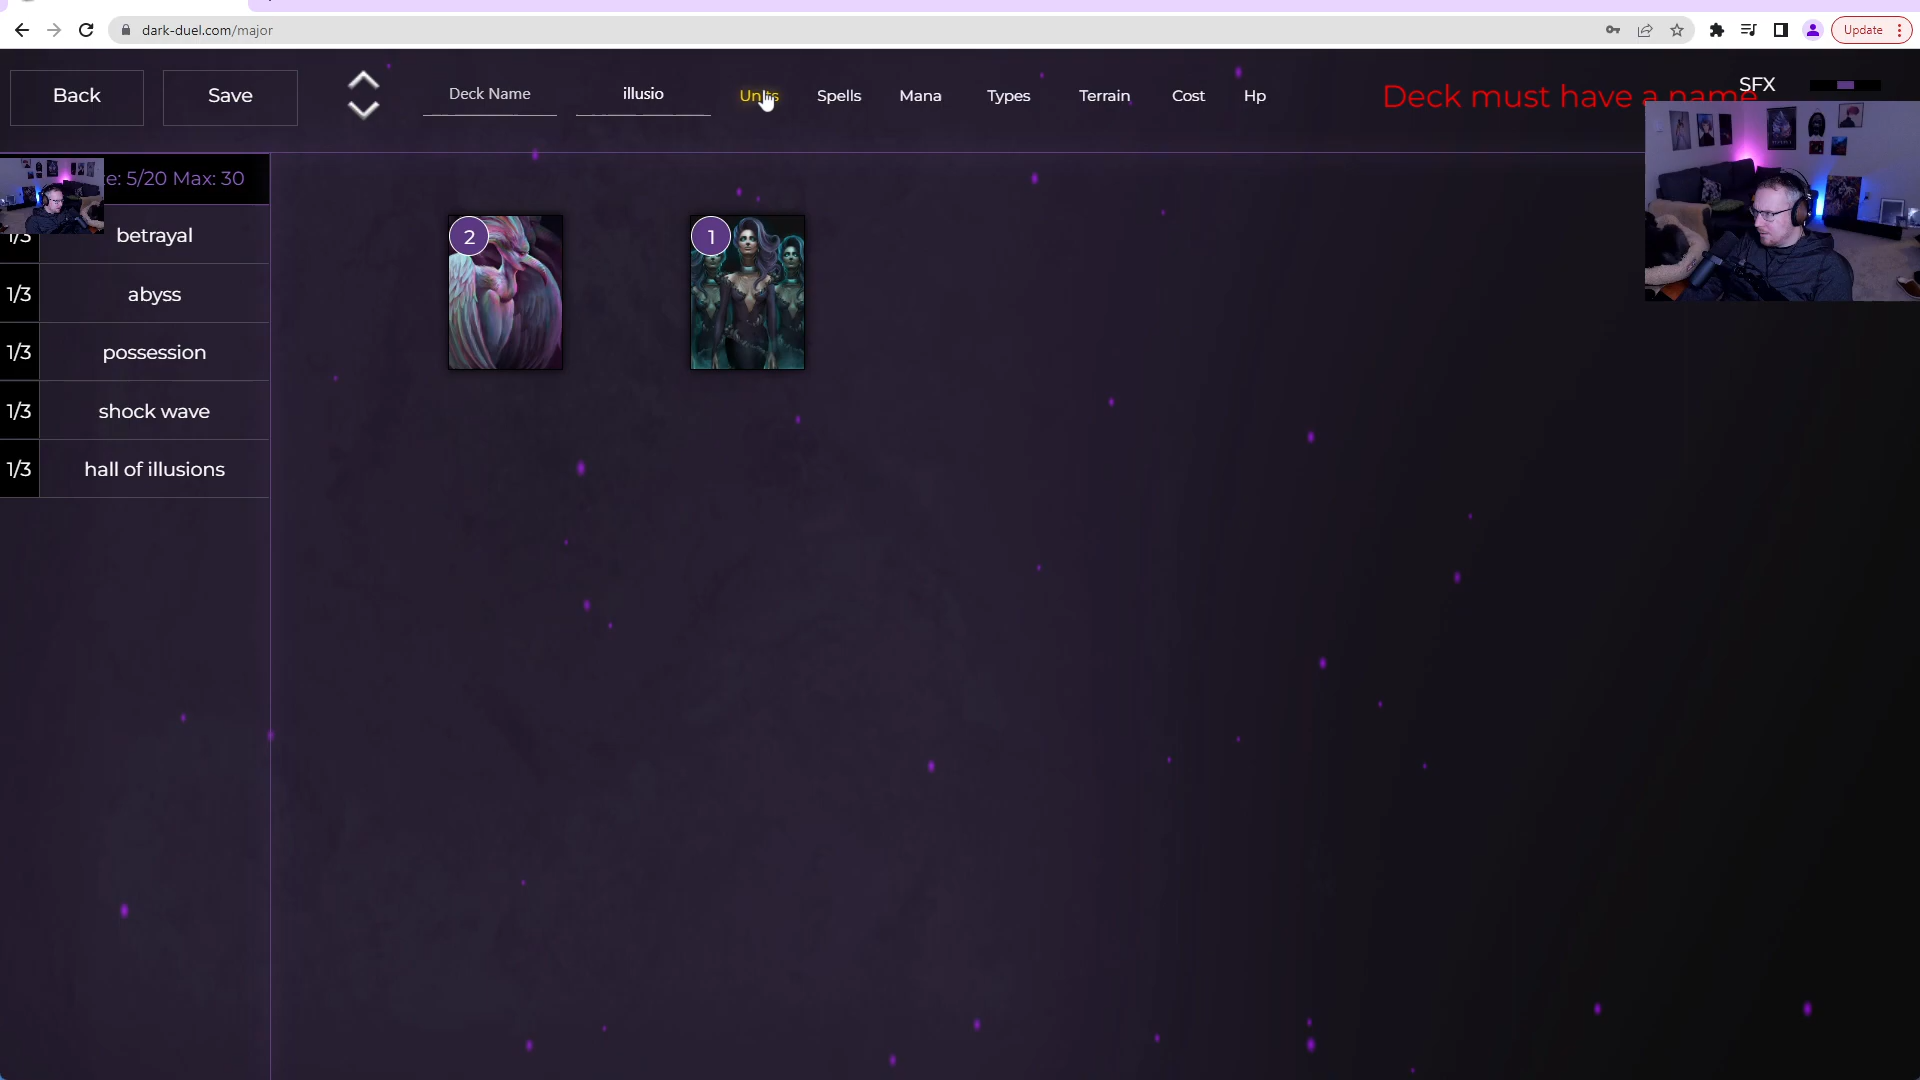 dark-duel.com/major
Update
Back
Save
Deck Name
illusio
Units
Spells
Mana
Types
Terrain
Cost
Hp
Deck must have a name
SFX
5/20 Max: 30
1/3 betrayal
1/3 abyss
1/3 possession
1/3 shock wave
1/3 hall of illusions
2
1